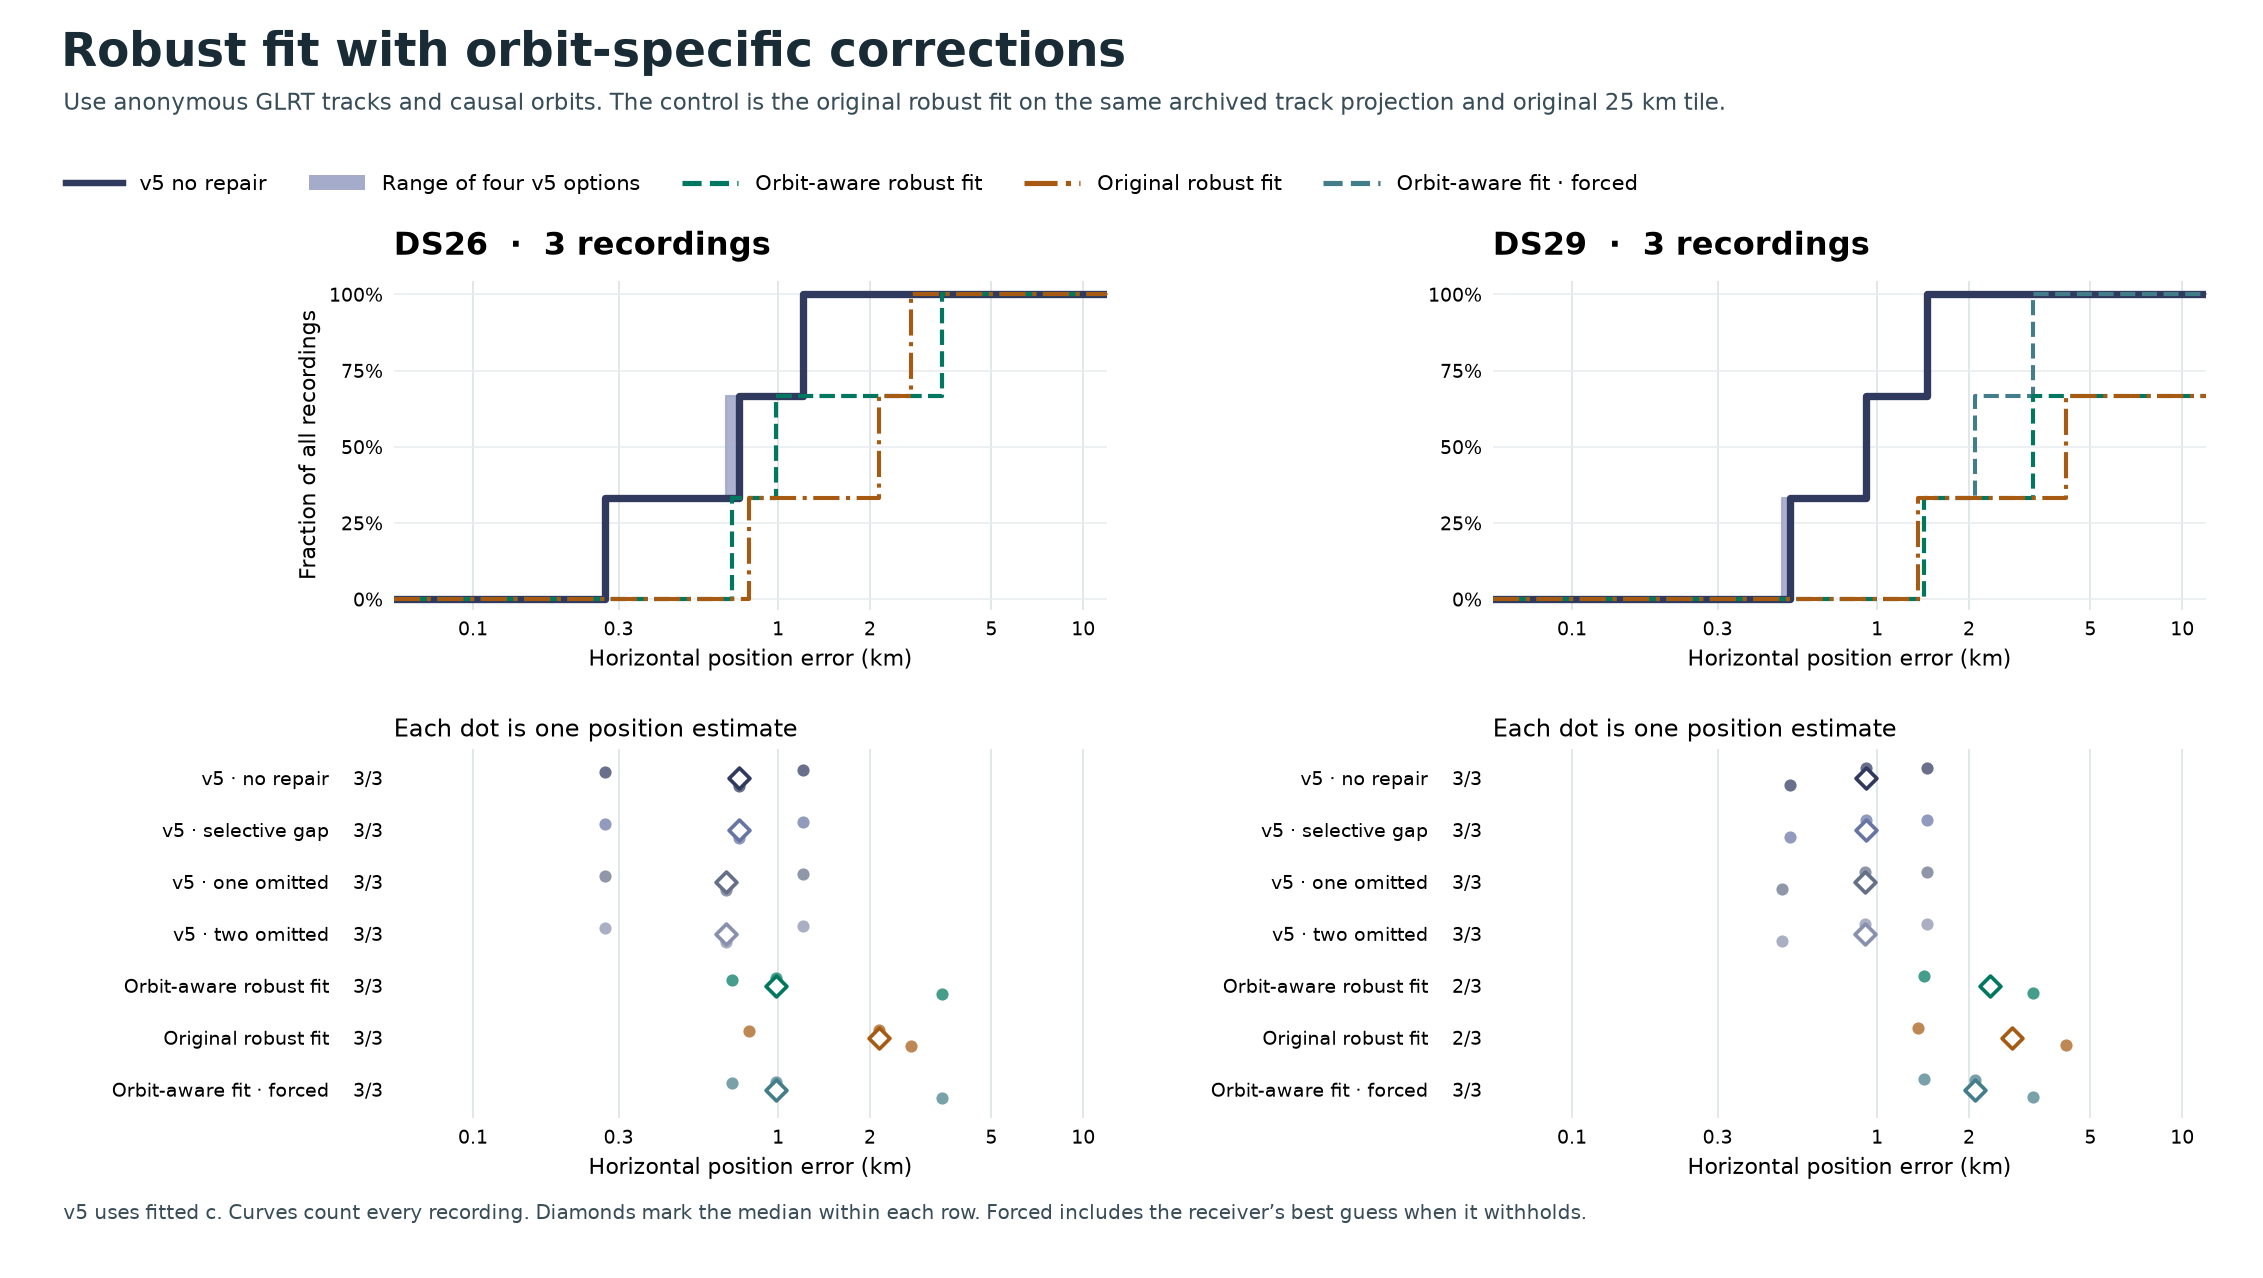 Robust fit with orbit-specific corrections
Use anonymous GLRT tracks and causal orbits. The control is the original robust fit on the same archived track projection and original 25 km tile.
v5 no repair
Range of four v5 options
Orbit-aware robust fit
Original robust fit
Orbit-aware fit · forced
DS26 · 3 recordings
100%
75%
50%
25%
0%
Fraction of all recordings
0.1 0.3 1 2 5 10
Horizontal position error (km)
DS29 · 3 recordings
100%
75%
50%
25%
0%
0.1 0.3 1 2 5 10
Horizontal position error (km)
Each dot is one position estimate
v5 · no repair 3/3
v5 · selective gap 3/3
v5 · one omitted 3/3
v5 · two omitted 3/3
Orbit-aware robust fit 3/3
Original robust fit 3/3
Orbit-aware fit · forced 3/3
0.1 0.3 1 2 5 10
Horizontal position error (km)
Each dot is one position estimate
v5 · no repair 3/3
v5 · selective gap 3/3
v5 · one omitted 3/3
v5 · two omitted 3/3
Orbit-aware robust fit 2/3
Original robust fit 2/3
Orbit-aware fit · forced 3/3
0.1 0.3 1 2 5 10
Horizontal position error (km)
v5 uses fitted c. Curves count every recording. Diamonds mark the median within each row. Forced includes the receiver’s best guess when it withholds.